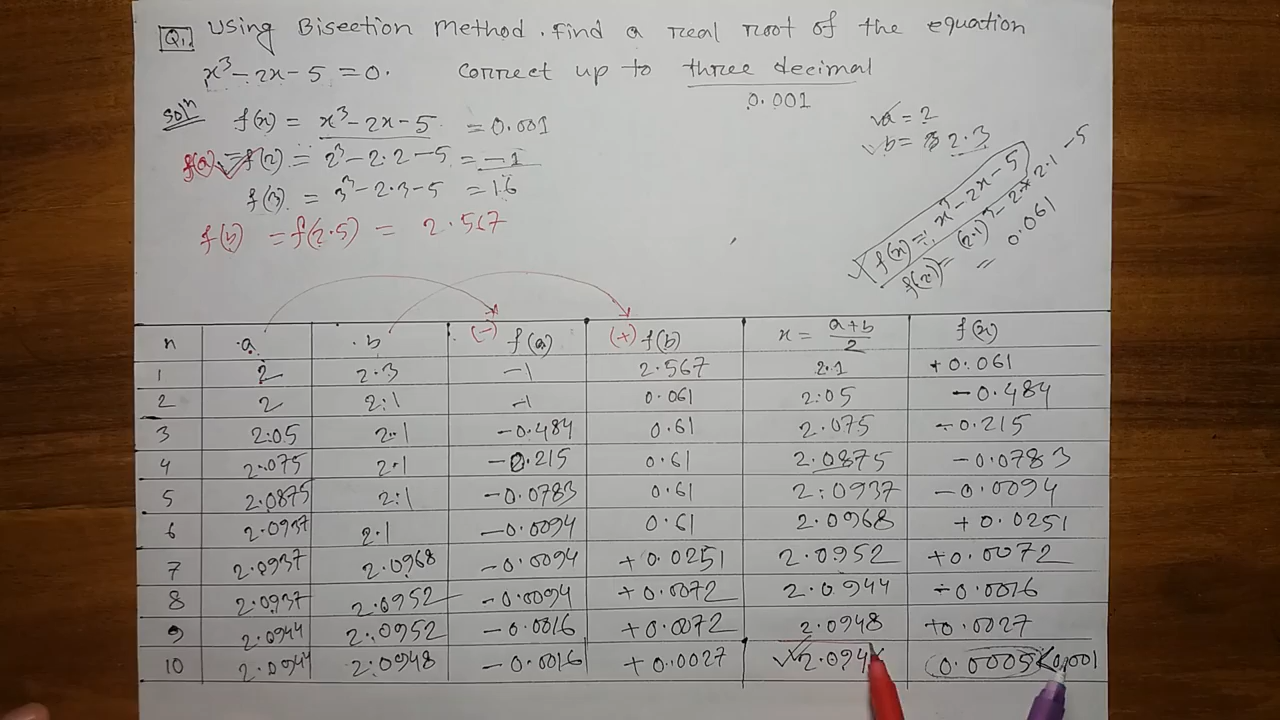 Q1. Using Bisection Method. Find a real root of the equation
x³ - 2x - 5 = 0. Correct up to three decimal
0.001
Solⁿ f(x) = x³ - 2x - 5 = 0.001
f(a) = f(2) = 2³ - 2·2 - 5 = -1
f(3) = 3³ - 2·3 - 5 = 16
f(b) = f(2.5) = 2.567
√a = 2
√b = 2.3
f(x) = x³ - 2x - 5
f(x) = (2.1)³ - 2*2.1 - 5
= 0.061
n a b (-) f(a) (+) f(b) x = a+b/2 f(x)
1 2 2.3 -1 2.567 2.1 +0.061
2 2 2.1 -1 0.061 2.05 -0.484
3 2.05 2.1 -0.484 0.61 2.075 -0.215
4 2.075 2.1 -0.215 0.61 2.0875 -0.0783
5 2.0875 2.1 -0.0783 0.61 2.0937 -0.0094
6 2.0937 2.1 -0.0094 0.61 2.0968 +0.0251
7 2.0937 2.0968 -0.0094 +0.0251 2.0952 +0.0072
8 2.0937 2.0952 -0.0094 +0.0072 2.0944 -0.0016
9 2.0944 2.0952 -0.0016 +0.0072 2.0948 +0.0027
10 2.0944 2.0948 -0.0016 +0.0027 0.0005 < 0.001